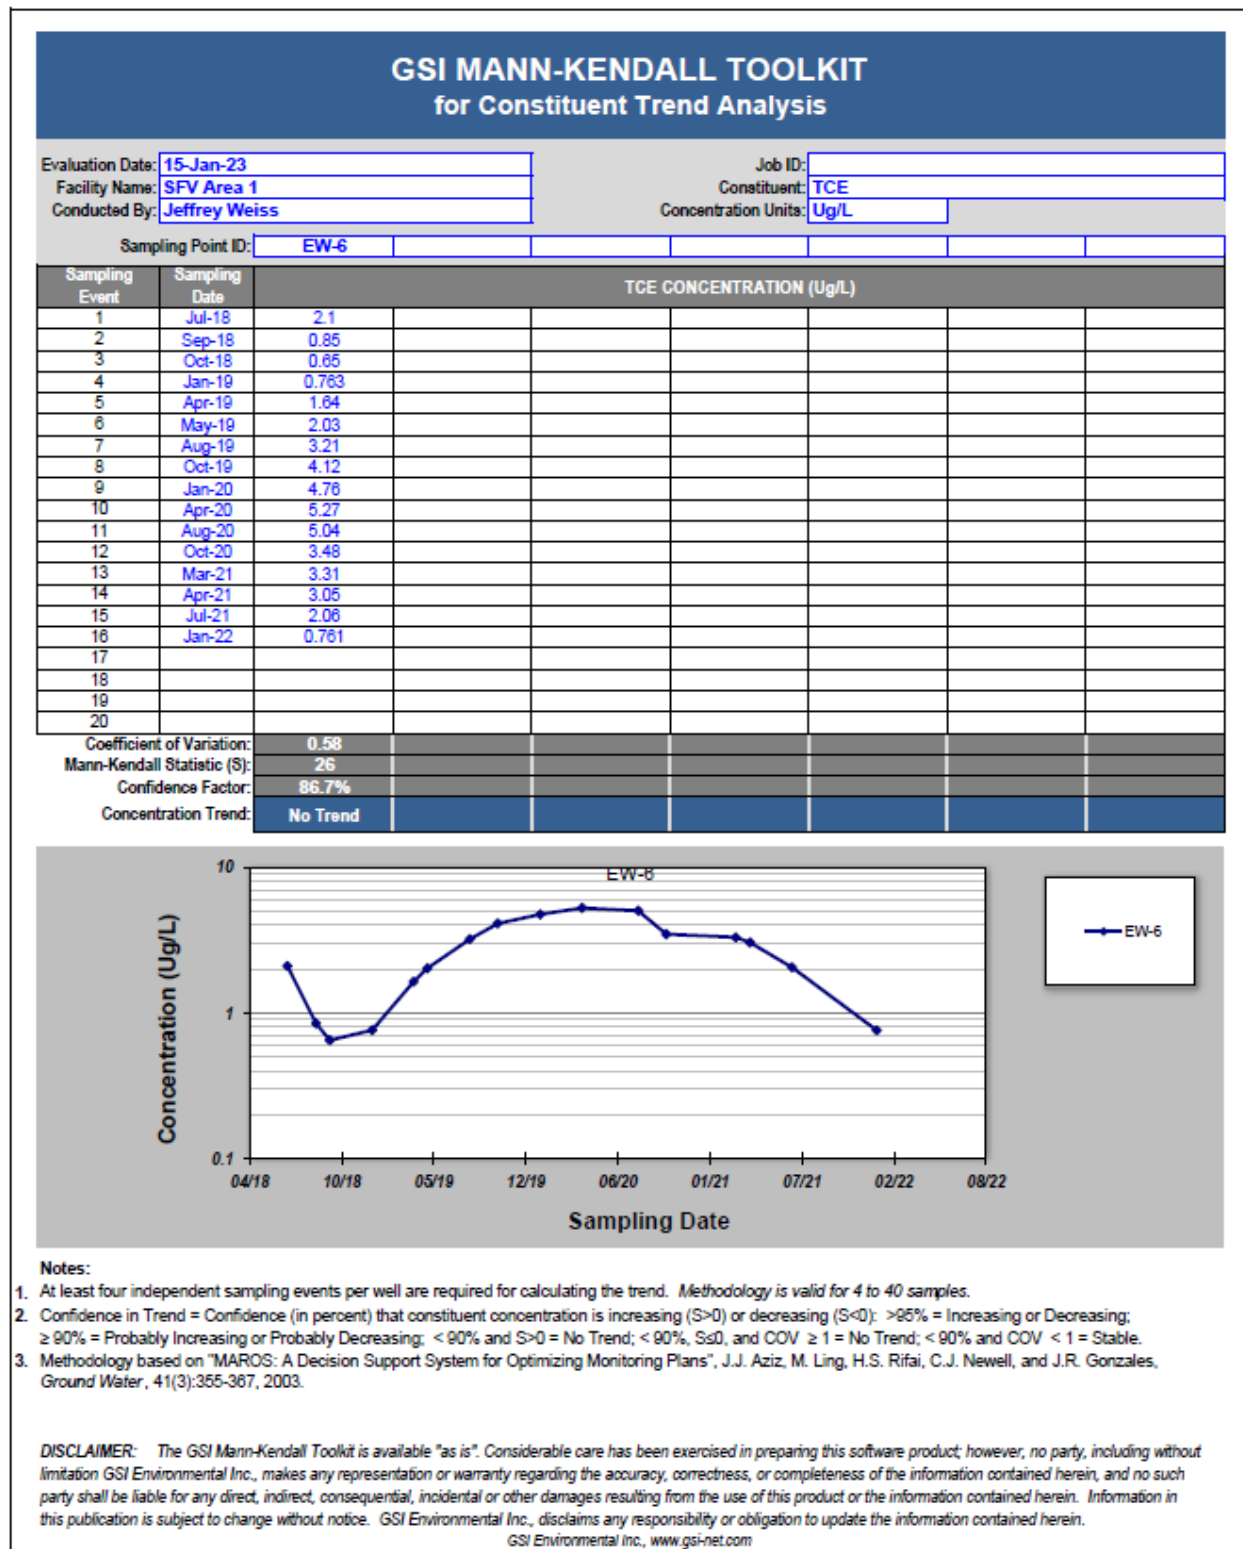 GSI MANN-KENDALL TOOLKIT
for Constituent Trend Analysis
Evaluation Date: 15-Jan-23 Job ID:
Facility Name: SFV Area 1 Constituent: TCE
Conducted By: Jeffrey Weiss Concentration Units: Ug/L
Sampling Point ID: EW-6
Sampling Event Sampling Date TCE CONCENTRATION (Ug/L)
1 Jul-18 2.1
2 Sep-18 0.85
3 Oct-18 0.65
4 Jan-19 0.763
5 Apr-19 1.64
6 May-19 2.03
7 Aug-19 3.21
8 Oct-19 4.12
9 Jan-20 4.76
10 Apr-20 5.27
11 Aug-20 5.04
12 Oct-20 3.48
13 Mar-21 3.31
14 Apr-21 3.05
15 Jul-21 2.06
16 Jan-22 0.761
17
18
19
20
Coefficient of Variation: 0.58
Mann-Kendall Statistic (S): 26
Confidence Factor: 86.7%
Concentration Trend: No Trend
EW-6
Concentration (Ug/L)
10
1
0.1
EW-6
04/18 10/18 05/19 12/19 06/20 01/21 07/21 02/22 08/22
Sampling Date
Notes:
1. At least four independent sampling events per well are required for calculating the trend. Methodology is valid for 4 to 40 samples.
2. Confidence in Trend = Confidence (in percent) that constituent concentration is increasing (S>0) or decreasing (S<0): >95% = Increasing or Decreasing;
≥ 90% = Probably Increasing or Probably Decreasing; < 90% and S>0 = No Trend; < 90%, S≤0, and COV ≥ 1 = No Trend; < 90% and COV < 1 = Stable.
3. Methodology based on "MAROS: A Decision Support System for Optimizing Monitoring Plans", J.J. Aziz, M. Ling, H.S. Rifai, C.J. Newell, and J.R. Gonzales,
Ground Water, 41(3):355-367, 2003.
DISCLAIMER: The GSI Mann-Kendall Toolkit is available "as is". Considerable care has been exercised in preparing this software product; however, no party, including without
limitation GSI Environmental Inc., makes any representation or warranty regarding the accuracy, correctness, or completeness of the information contained herein, and no such
party shall be liable for any direct, indirect, consequential, incidental or other damages resulting from the use of this product or the information contained herein. Information in
this publication is subject to change without notice. GSI Environmental Inc., disclaims any responsibility or obligation to update the information contained herein.
GSI Environmental Inc., www.gsi-net.com